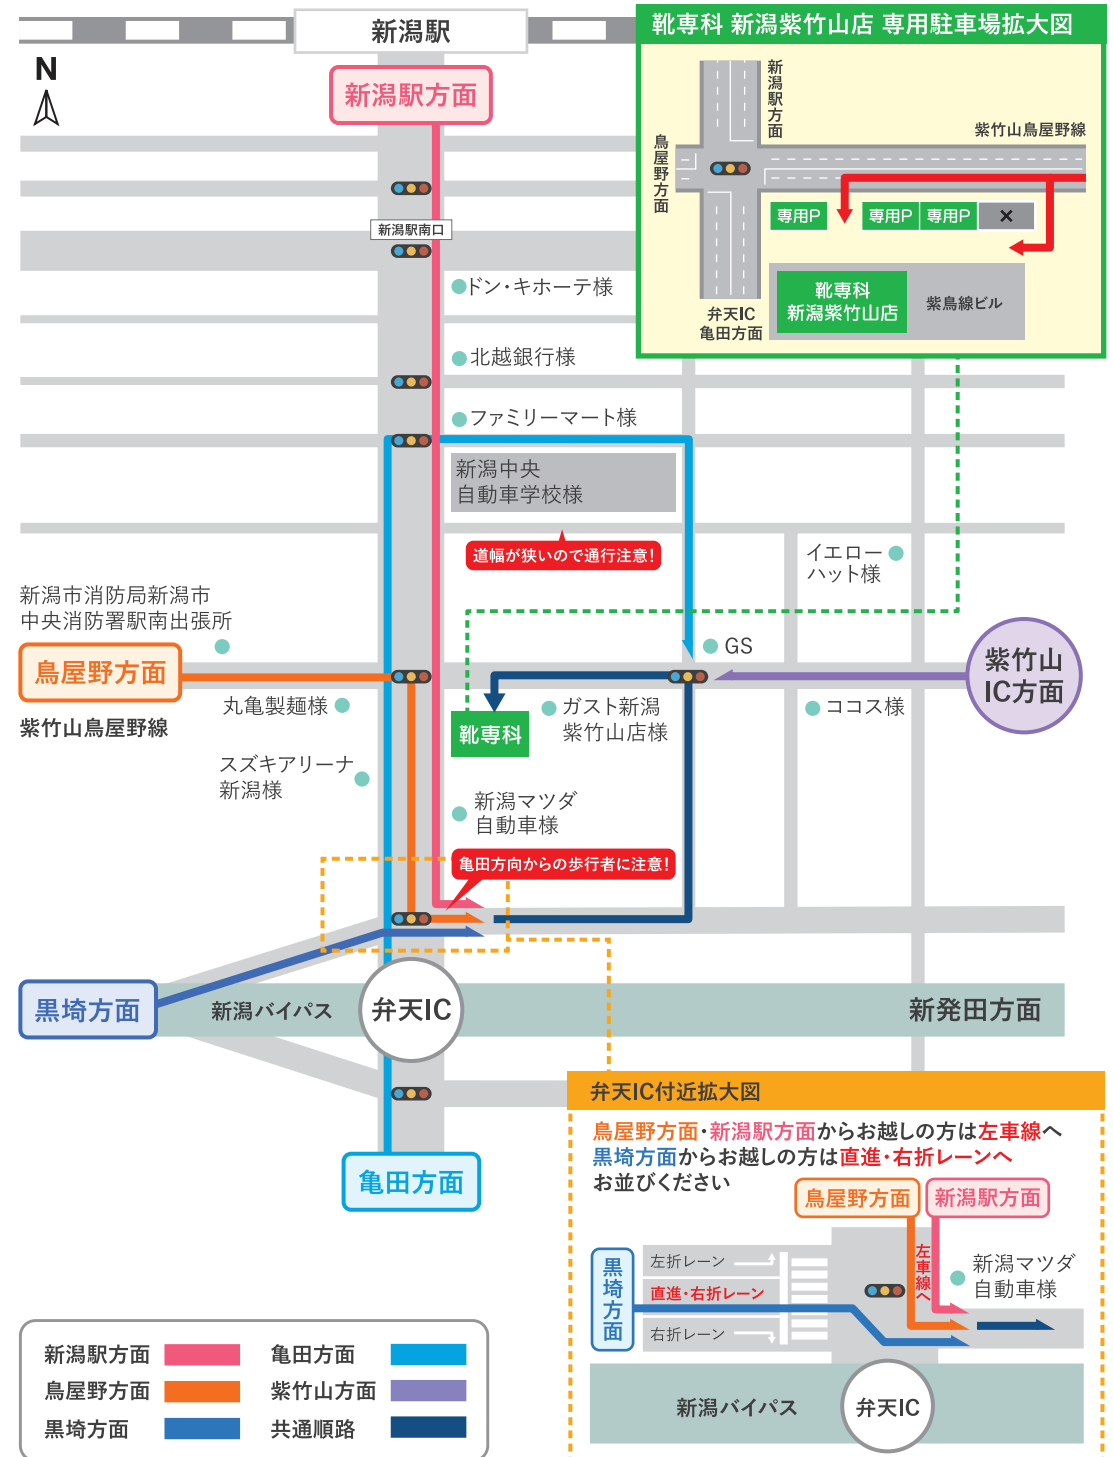 新潟駅
N
新潟駅方面
新潟駅南口
ドン・キホーテ様
北越銀行様
ファミリーマート様
新潟中央
自動車学校様
道幅が狭いので通行注意！
イエロー
ハット様
新潟市消防局新潟市
中央消防署駅南出張所
鳥屋野方面
紫竹山鳥屋野線
丸亀製麺様
スズキアリーナ
新潟様
GS
紫竹山
IC方面
靴専科
ガスト新潟
紫竹山店様
ココス様
新潟マツダ
自動車様
亀田方向からの歩行者に注意！
黒埼方面
新潟バイパス
弁天IC
新発田方面
亀田方面
靴専科 新潟紫竹山店 専用駐車場拡大図
新潟駅方面
鳥屋野方面
紫竹山鳥屋野線
専用P
専用P
専用P
×
靴専科
新潟紫竹山店
紫鳥線ビル
弁天IC
亀田方面
弁天IC付近拡大図
鳥屋野方面・新潟駅方面からお越しの方は左車線へ
黒埼方面からお越しの方は直進・右折レーンへ
お並びください
鳥屋野方面
新潟駅方面
黒埼方面
左折レーン
直進・右折レーン
右折レーン
左車線へ
新潟マツダ
自動車様
新潟バイパス
弁天IC
新潟駅方面
亀田方面
鳥屋野方面
紫竹山方面
黒埼方面
共通順路